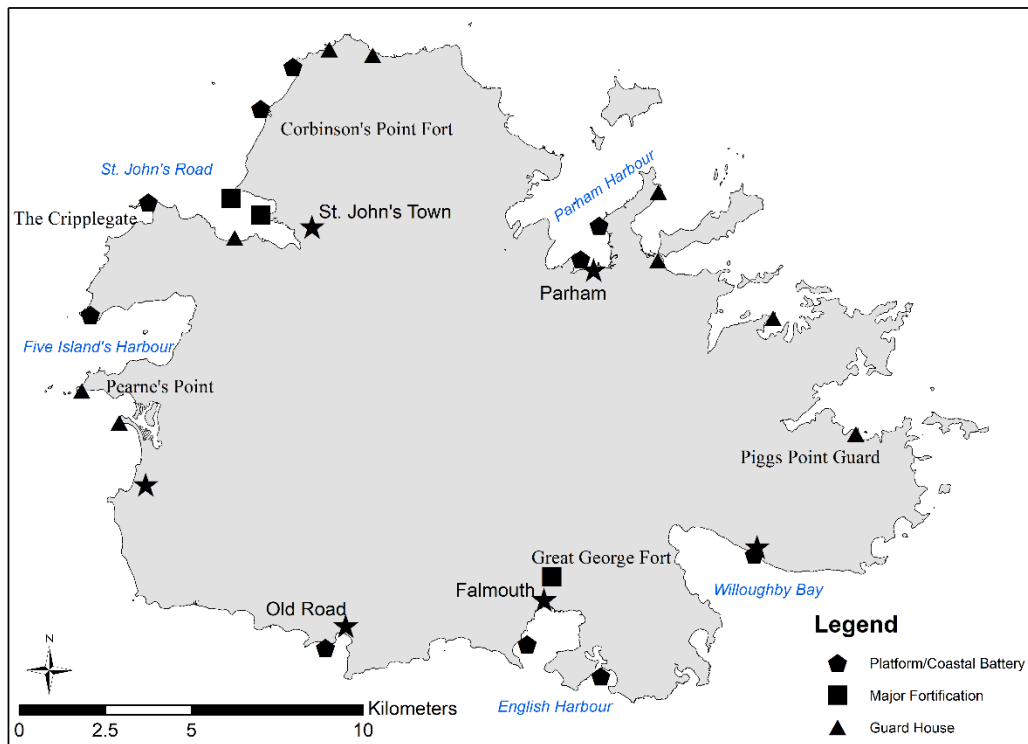 Corbinson's Point Fort
St. John's Road
Parham Harbour
The Cripplegate
St. John's Town
Parham
Five Island's Harbour
Pearne's Point
Piggs Point Guard
Great George Fort
Falmouth
Willoughby Bay
Old Road
English Harbour
Legend
Platform/Coastal Battery
Major Fortification
Guard House
N
Kilometers
0 2.5 5 10